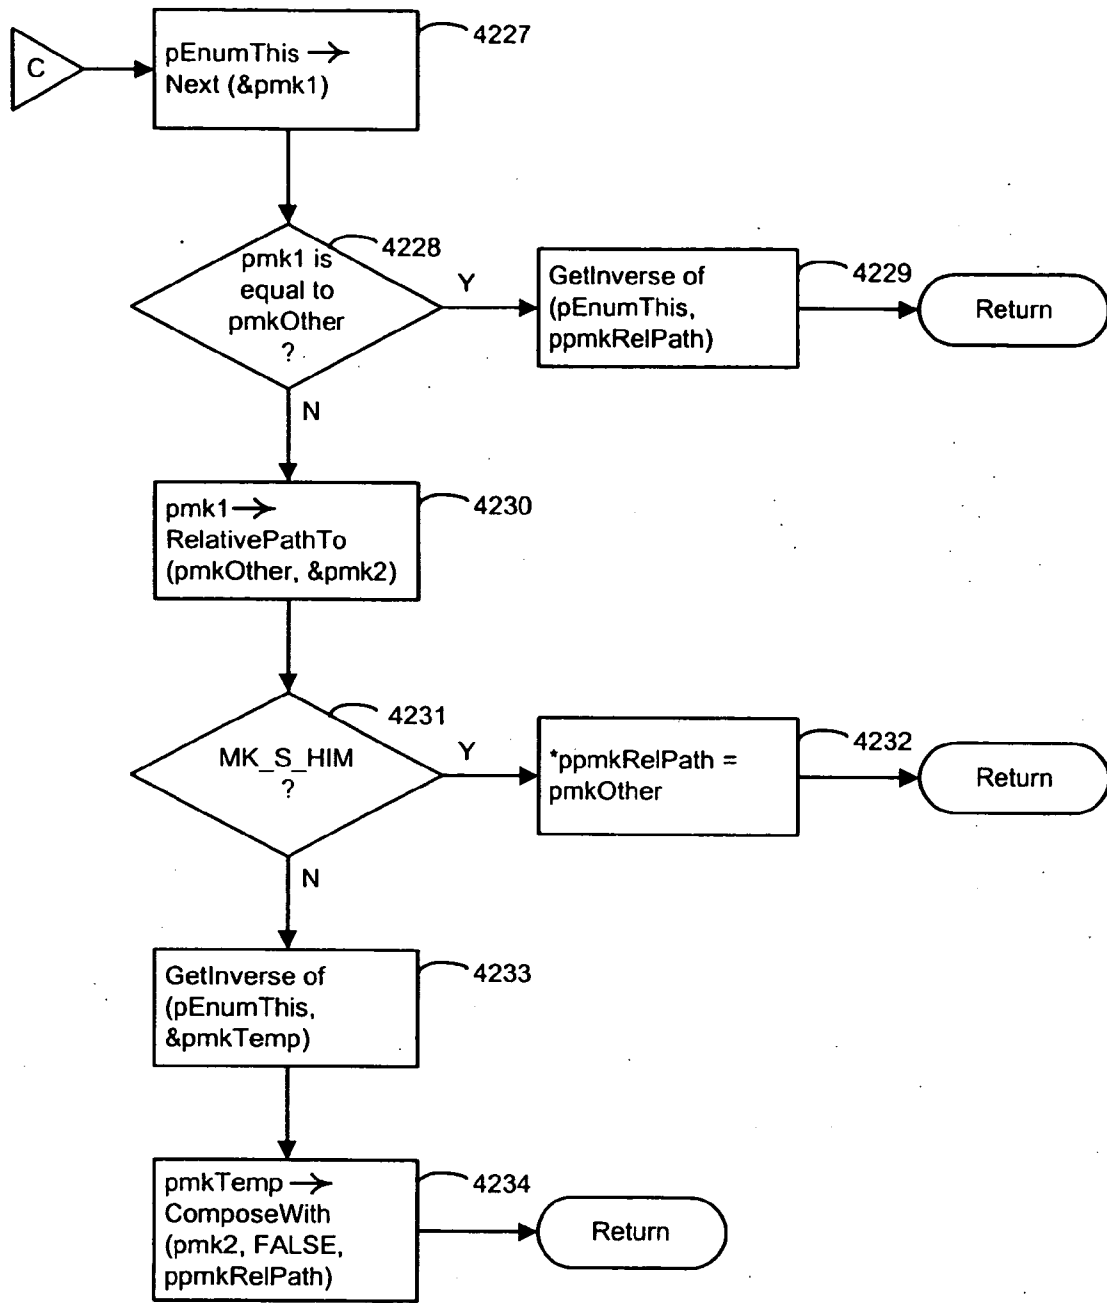 C
pEnumThis →
Next (&pmk1)
4227
pmk1 is
equal to
pmkOther
?
4228
Y
N
GetInverse of
(pEnumThis,
ppmkRelPath)
4229
Return
pmk1 →
RelativePathTo
(pmkOther, &pmk2)
4230
MK_S_HIM
?
4231
Y
N
*ppmkRelPath =
pmkOther
4232
Return
GetInverse of
(pEnumThis,
&pmkTemp)
4233
pmkTemp →
ComposeWith
(pmk2, FALSE,
ppmkRelPath)
4234
Return